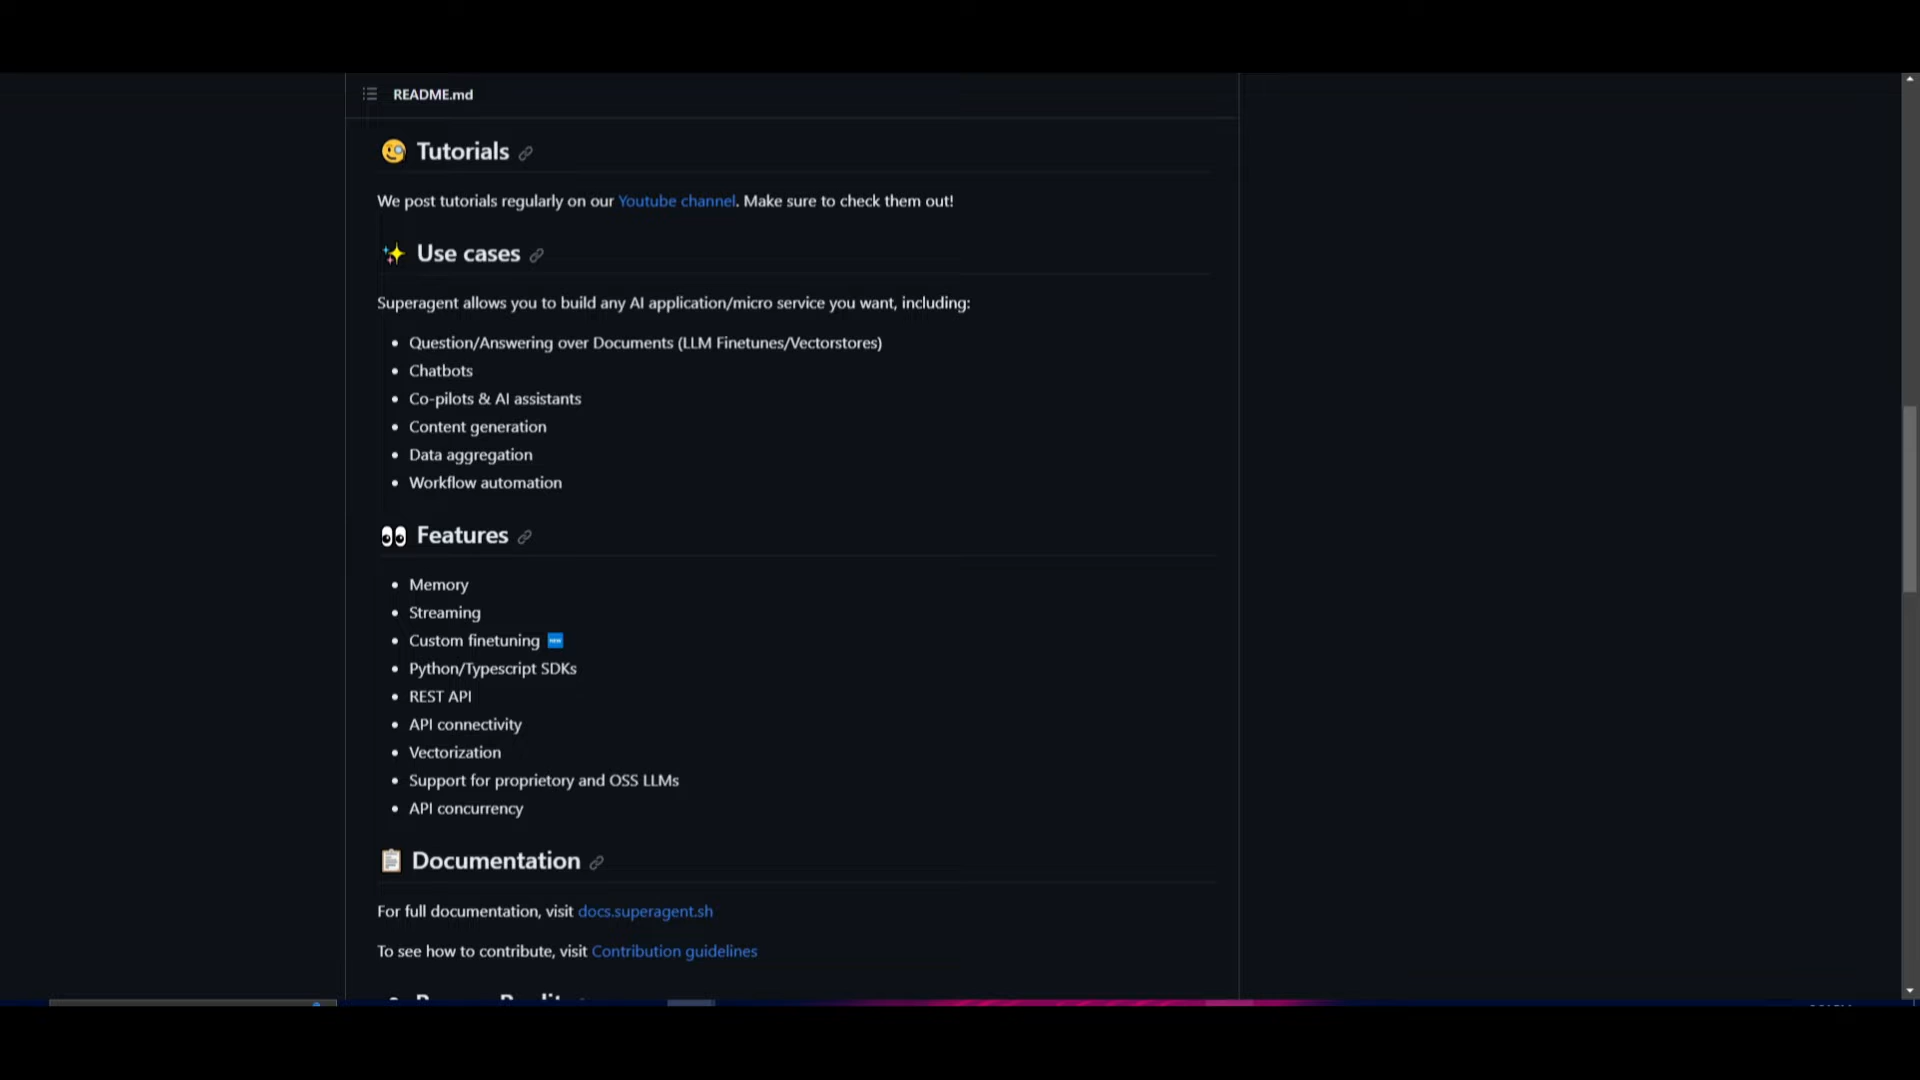 README.md
Tutorials
We post tutorials regularly on our Youtube channel. Make sure to check them out!
Use cases
Superagent allows you to build any AI application/micro service you want, including:
Question/Answering over Documents (LLM Finetunes/Vectorstores)
Chatbots
Co-pilots & AI assistants
Content generation
Data aggregation
Workflow automation
Features
Memory
Streaming
Custom finetuning
Python/Typescript SDKs
REST API
API connectivity
Vectorization
Support for proprietary and OSS LLMs
API concurrency
Documentation
For full documentation, visit docs.superagent.sh
To see how to contribute, visit Contribution guidelines